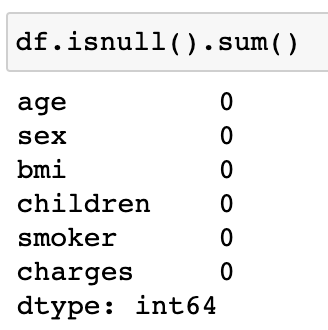 df.isnull().sum()
age 0
sex 0
bmi 0
children 0
smoker 0
charges 0
dtype: int64